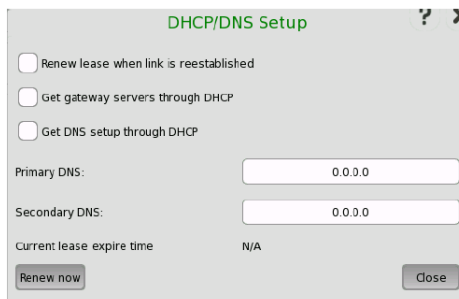 DHCP/DNS Setup ?
Renew lease when link is reestablished
Get gateway servers through DHCP
Get DNS setup through DHCP
Primary DNS: 0.0.0.0
Secondary DNS: 0.0.0.0
Current lease expire time N/A
Renew now Close